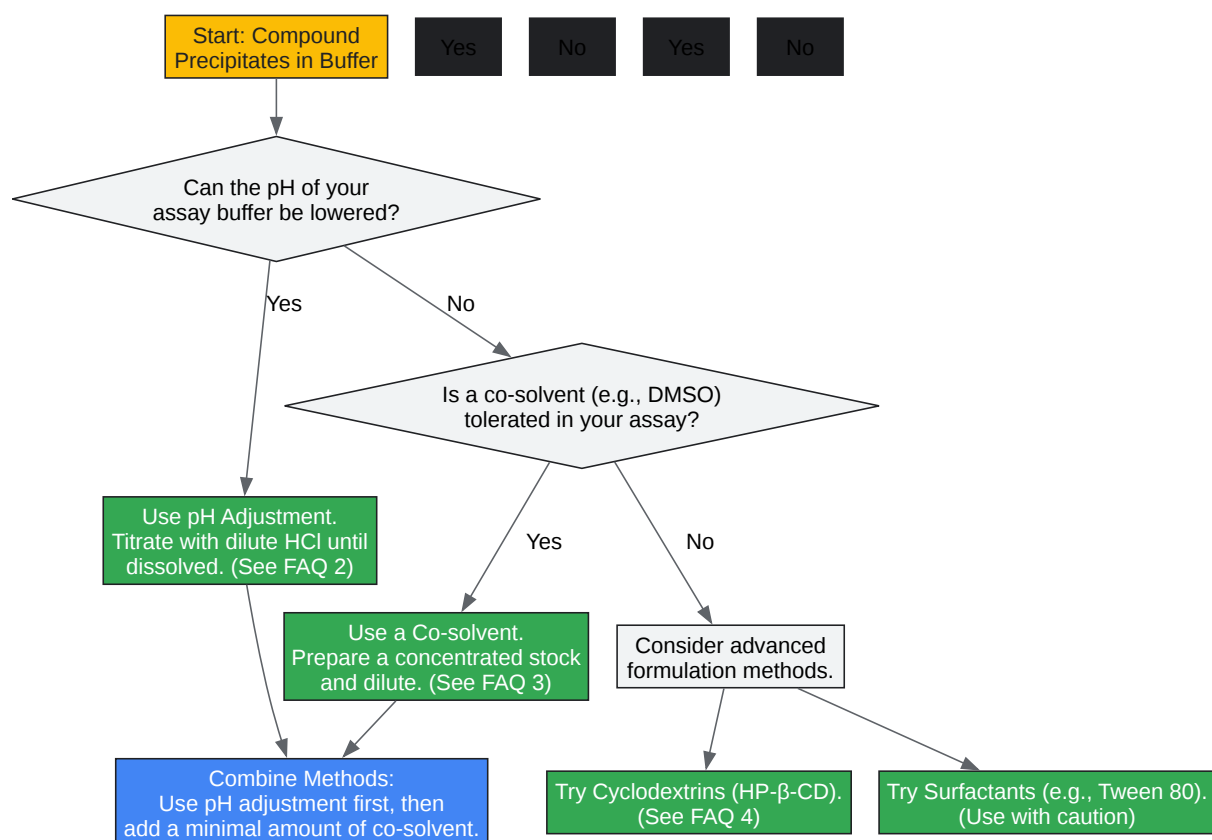 Start: Compound
Precipitates in Buffer
Yes
No
Yes
No
Can the pH of your
assay buffer be lowered?
Yes
No
Is a co-solvent (e.g., DMSO)
tolerated in your assay?
Use pH Adjustment.
Titrate with dilute HCl until
dissolved. (See FAQ 2)
Yes
No
Use a Co-solvent.
Prepare a concentrated stock
and dilute. (See FAQ 3)
Consider advanced
formulation methods.
Combine Methods:
Use pH adjustment first, then
add a minimal amount of co-solvent.
Try Cyclodextrins (HP-β-CD).
(See FAQ 4)
Try Surfactants (e.g., Tween 80).
(Use with caution)